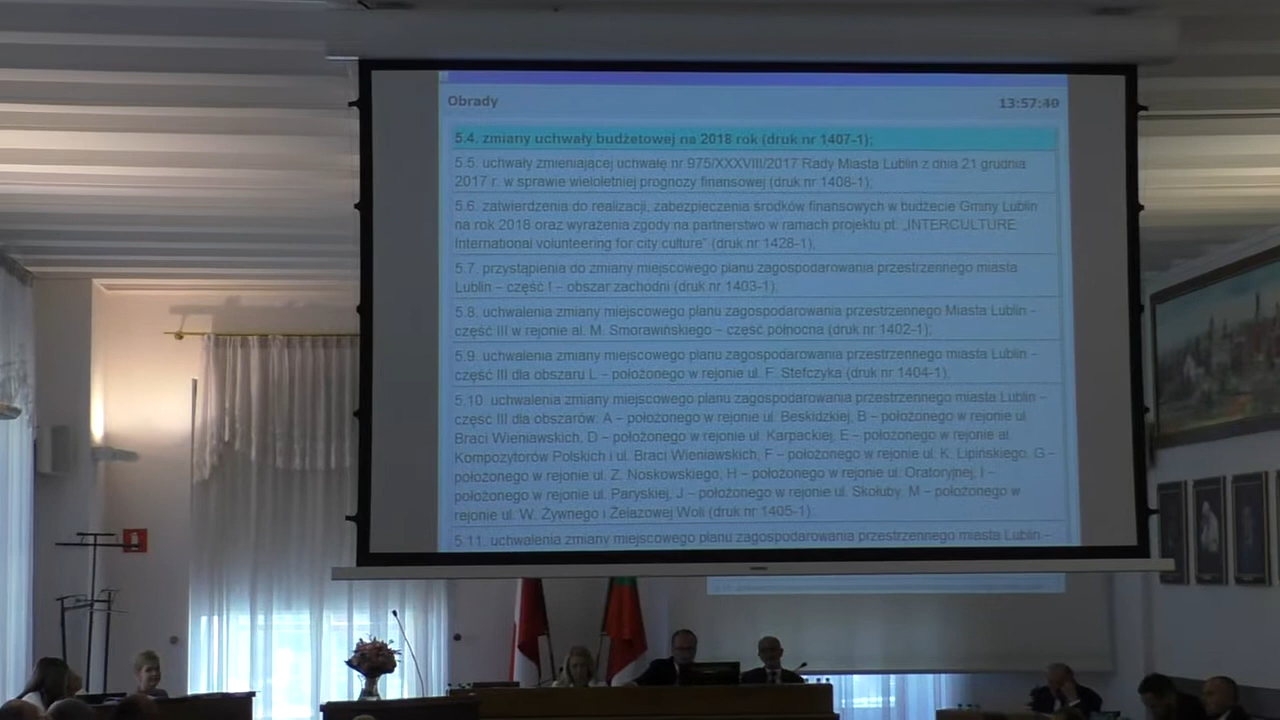 Obrady
13:57:40
5.4. zmiany uchwały budżetowej na 2018 rok (druk nr 1407-1);
5.5. uchwały zmieniającej uchwałę nr 975/XXXVIII/2017 Rady Miasta Lublin z dnia 21 grudnia
2017 r. w sprawie wieloletniej prognozy finansowej (druk nr 1408-1);
5.6. zatwierdzenia do realizacji, zabezpieczenia środków finansowych w budżecie Gminy Lublin
na rok 2018 oraz wyrażenia zgody na partnerstwo w ramach projektu pt. „INTERCULTURE
International volunteering for city culture” (druk nr 1428-1);
5.7. przystąpienia do zmiany miejscowego planu zagospodarowania przestrzennego miasta
Lublin – część I – obszar zachodni (druk nr 1403-1);
5.8. uchwalenia zmiany miejscowego planu zagospodarowania przestrzennego Miasta Lublin –
część III w rejonie al. M. Smorawińskiego – część północna (druk nr 1402-1);
5.9. uchwalenia zmiany miejscowego planu zagospodarowania przestrzennego miasta Lublin –
część III dla obszaru L – położonego w rejonie ul. F. Stefczyka (druk nr 1404-1);
5.10. uchwalenia zmiany miejscowego planu zagospodarowania przestrzennego miasta Lublin –
część III dla obszarów: A – położonego w rejonie ul. Beskidzkiej, B – położonego w rejonie ul.
Braci Wieniawskich, D – położonego w rejonie ul. Karpackiej, E – położonego w rejonie al.
Kompozytorów Polskich i ul. Braci Wieniawskich, F – położonego w rejonie ul. K. Lipińskiego, G –
położonego w rejonie ul. Z. Noskowskiego, H – położonego w rejonie ul. Oratoryjnej, I –
położonego w rejonie ul. Paryskiej, J – położonego w rejonie ul. Skołuby, M – położonego w
rejonie ul. W. Żywnego i Żelazowej Woli (druk nr 1405-1);
5.11. uchwalenia zmiany miejscowego planu zagospodarowania przestrzennego miasta Lublin –